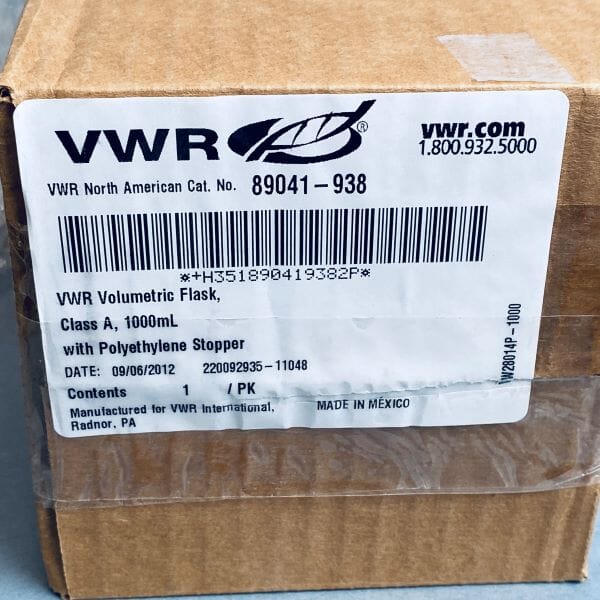 VWR ®
vwr.com
1.800.932.5000
VWR North American Cat. No. 89041-938
*+H351890419382P*
VWR Volumetric Flask,
Class A, 1000mL
with Polyethylene Stopper
DATE: 09/06/2012 220092935-11048
Contents 1 / PK
Manufactured for VWR International, MADE IN MÉXICO
Radnor, PA
W28014P-1000